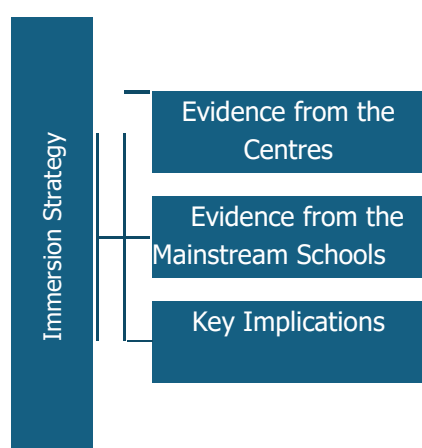 Immersion Strategy
Evidence from the
Centres
Evidence from the
Mainstream Schools
Key Implications